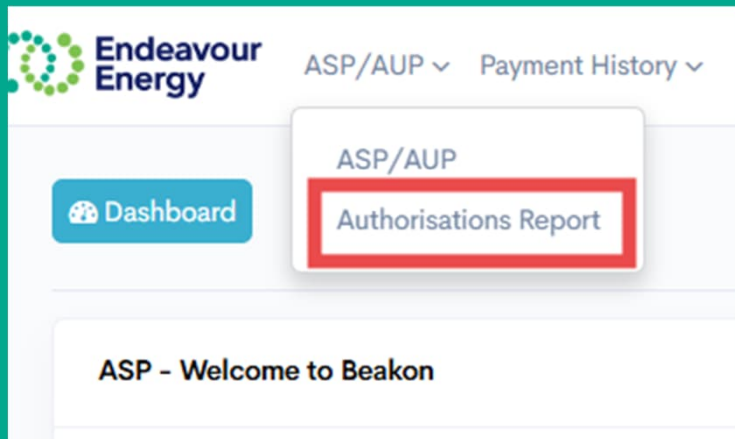 Endeavour
Energy
ASP/AUP
Payment History
ASP/AUP
Authorisations Report
Dashboard
ASP - Welcome to Beakon